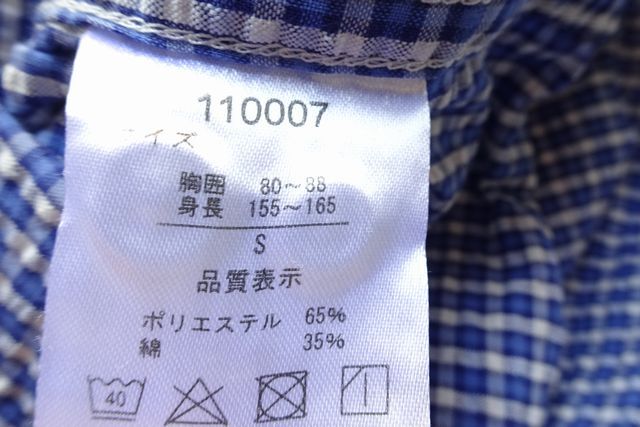 110007
サイズ
胸囲 80～88
身長 155～165
S
品質表示
ポリエステル 65%
綿 35%
40